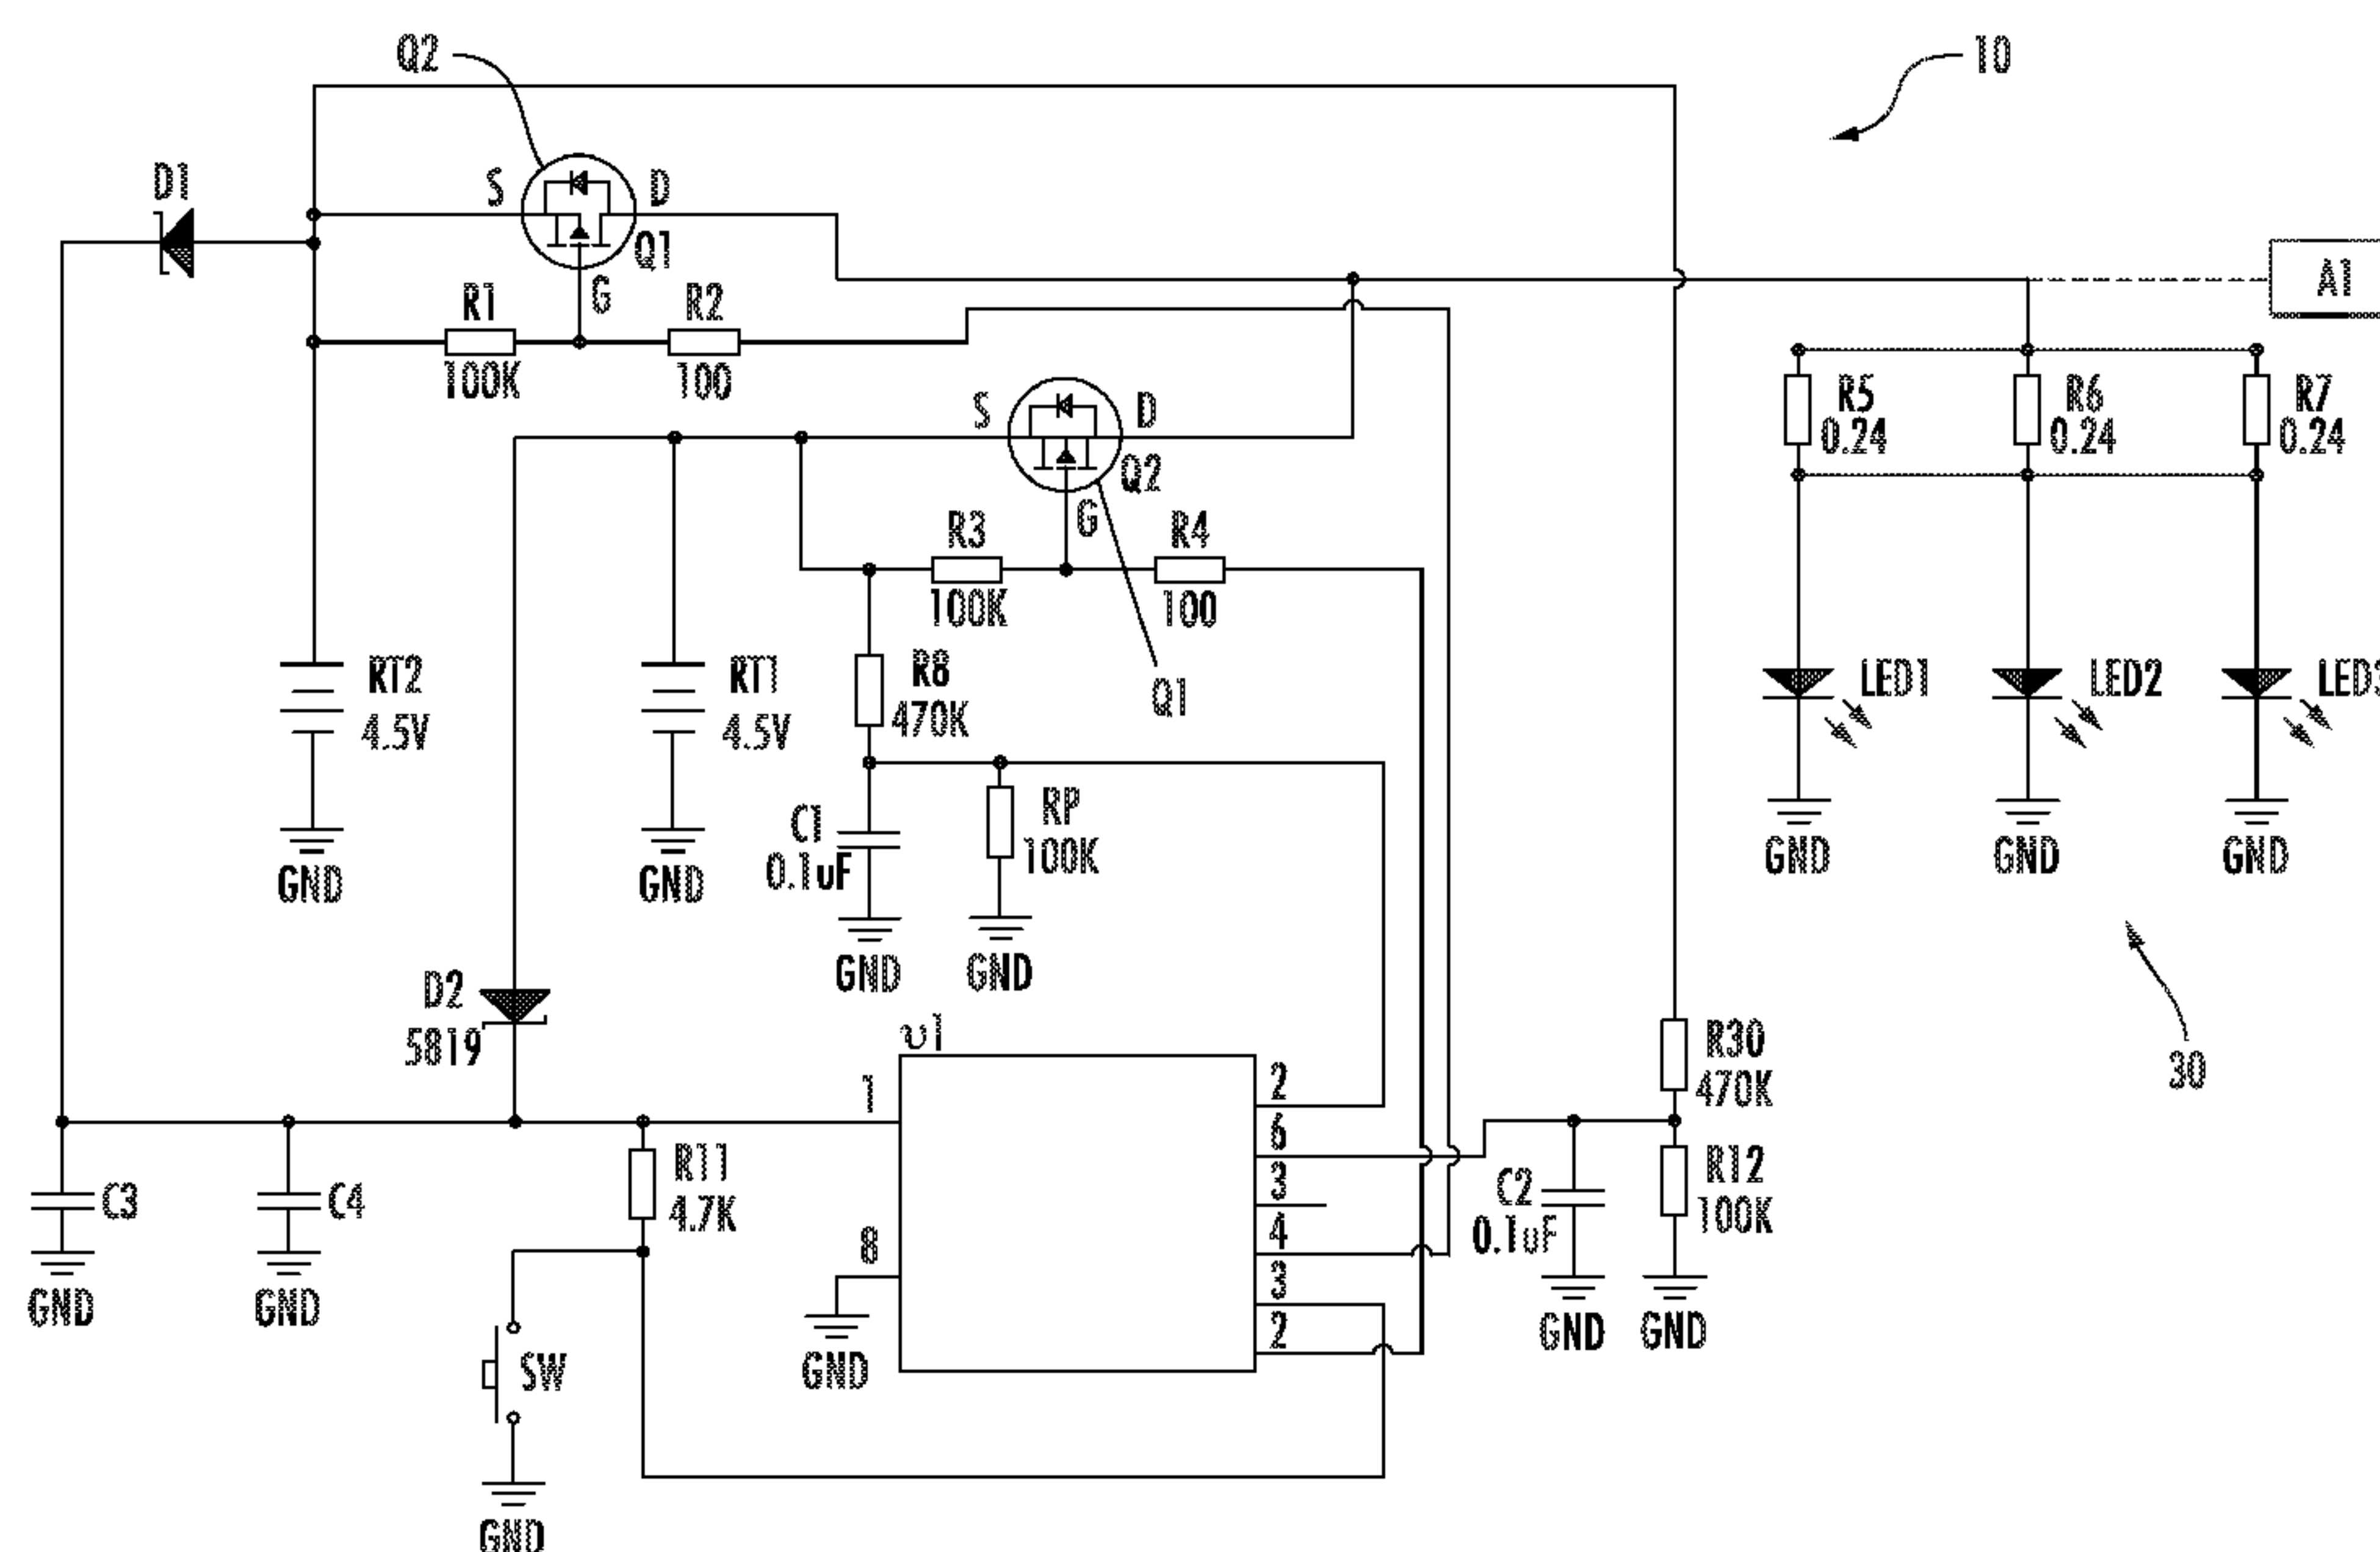 Q2
10
D1
S
D
Q1
G
R1
100K
R2
100
A1
R5
0.24
R6
0.24
R7
0.24
S
D
Q2
G
R3
100K
R4
100
Q1
RT2
4.5V
RT1
4.5V
R8
470K
LED1
LED2
LED3
C1
0.1uF
RP
100K
GND
GND
GND
GND
GND
GND
GND
D2
5819
U1
R30
470K
30
1
2
6
3
4
3
2
8
C3
C4
R11
4.7K
C2
0.1uF
R12
100K
GND
GND
GND
GND
GND
SW
GND